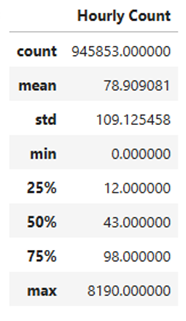 Hourly Count
count 945853.000000
mean 78.909081
std 109.125458
min 0.000000
25% 12.000000
50% 43.000000
75% 98.000000
max 8190.000000